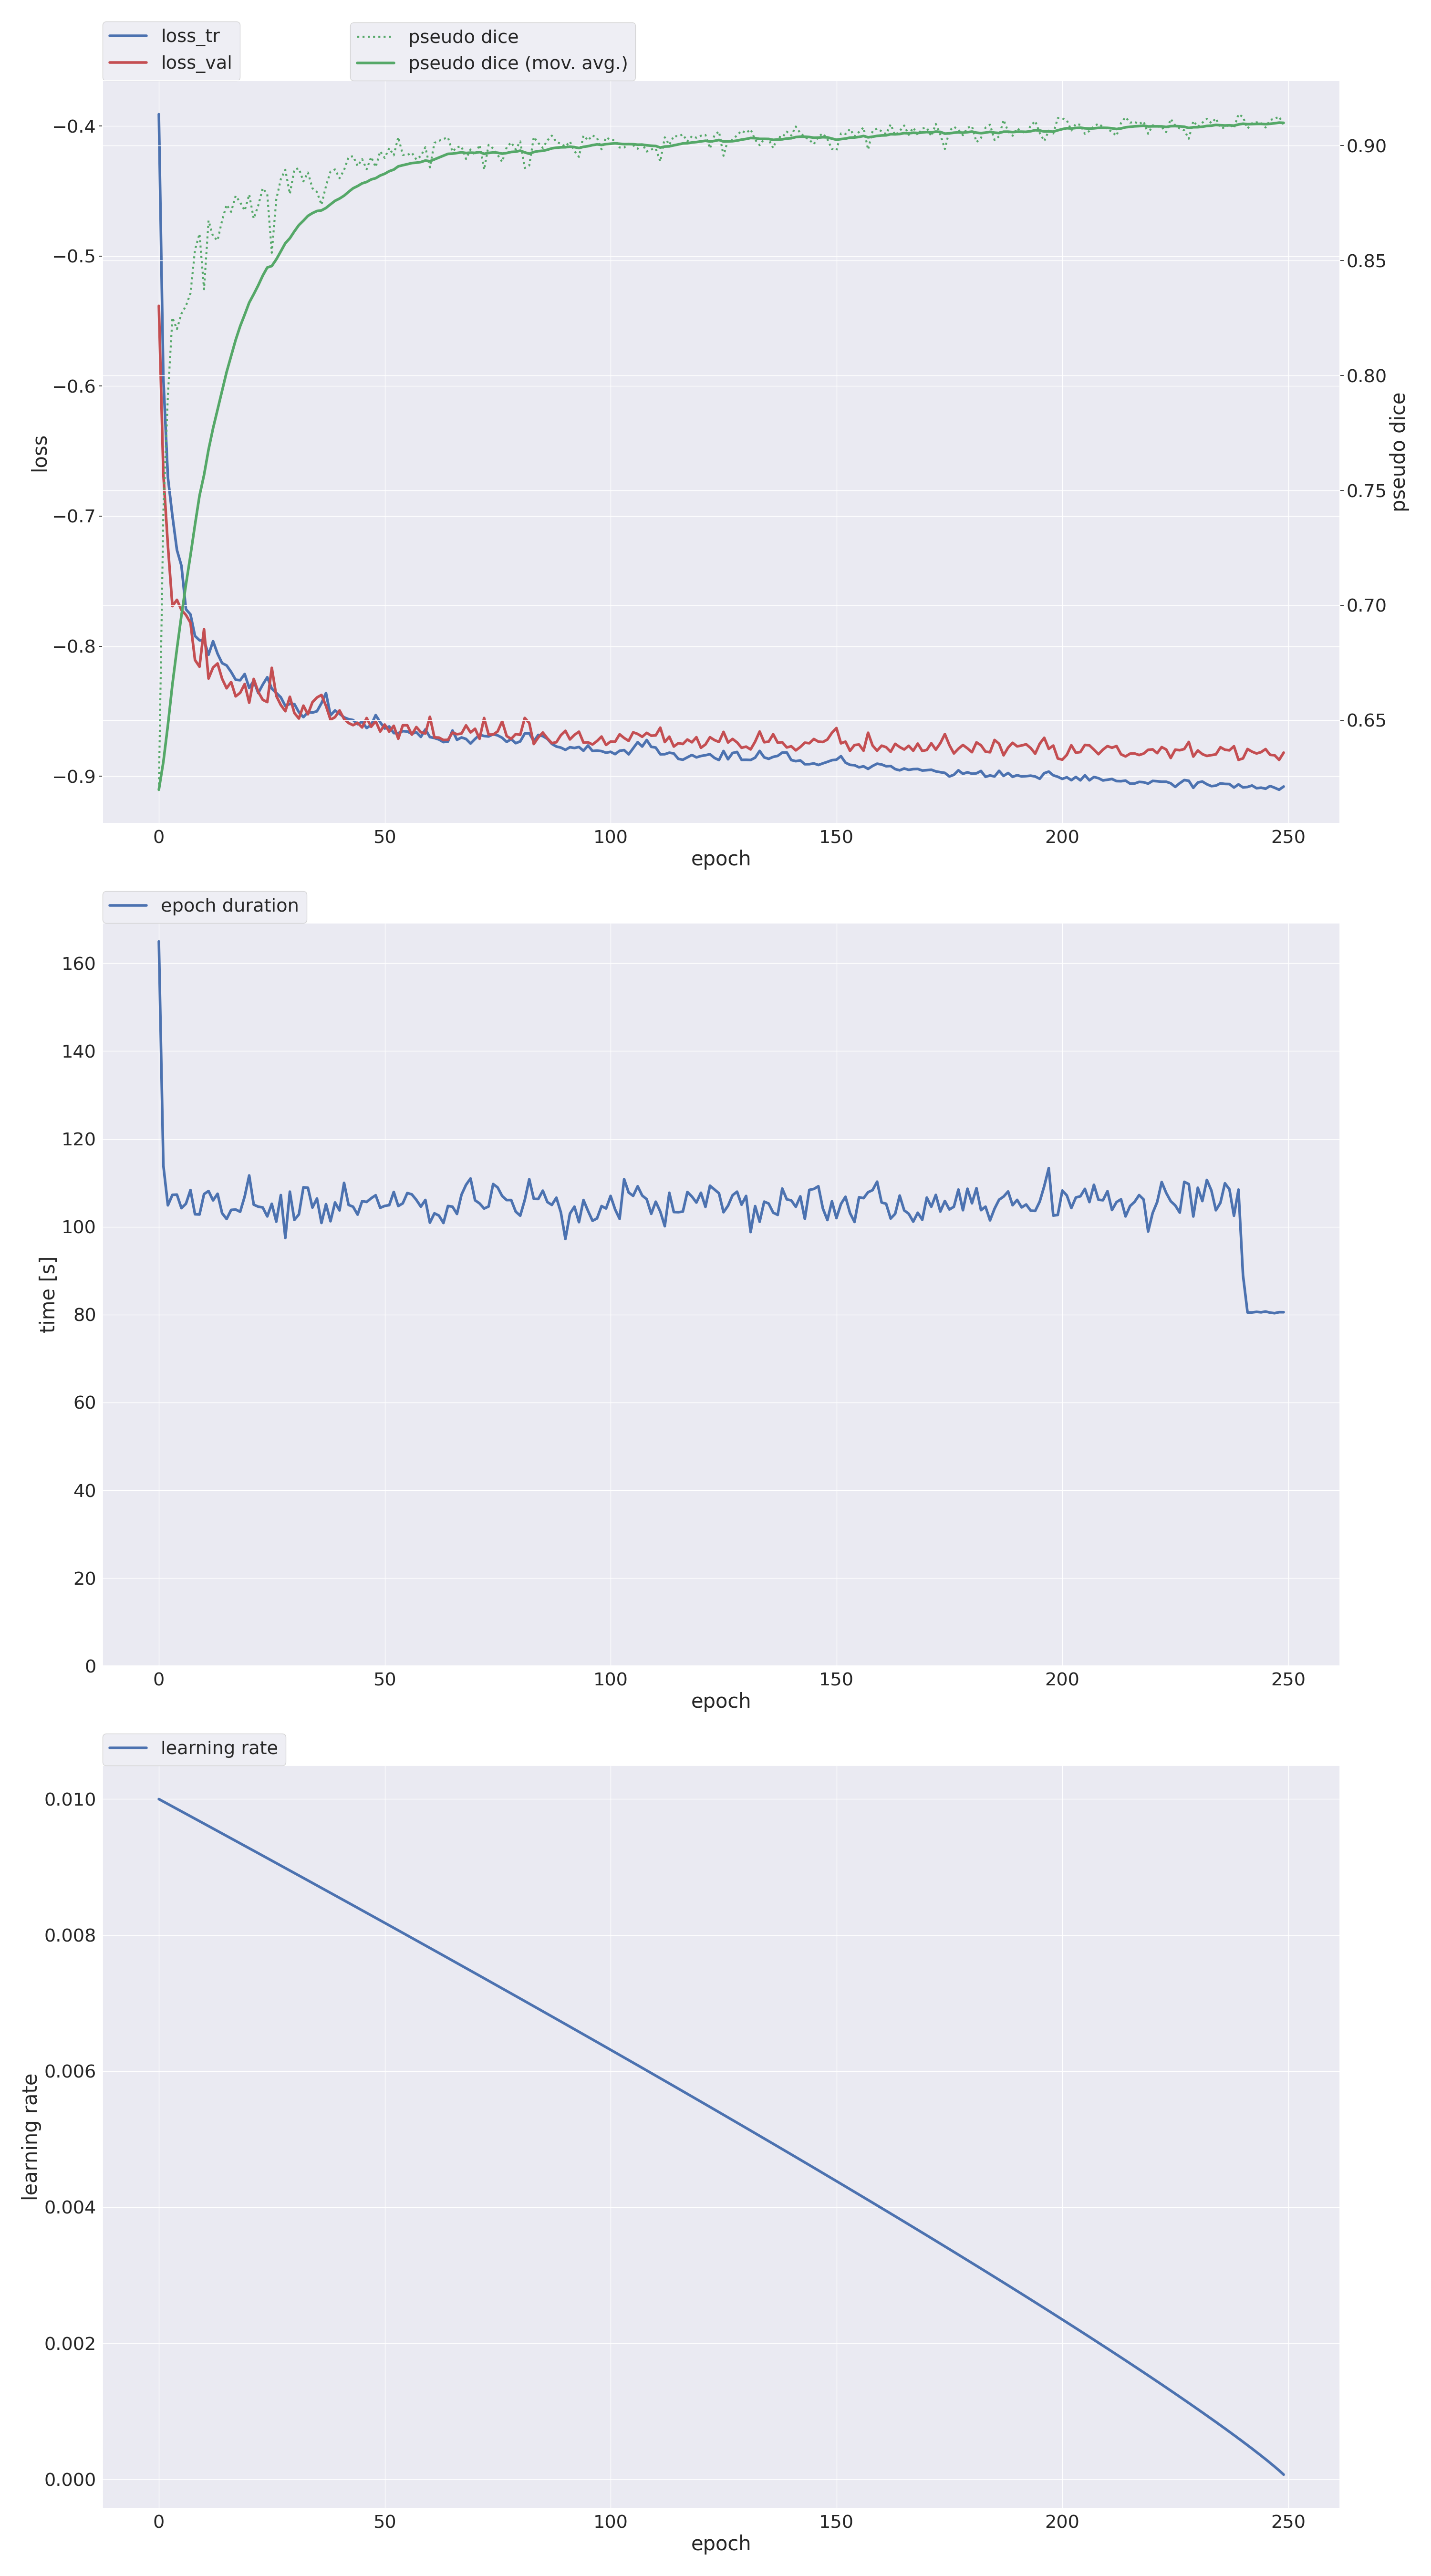 loss_tr
loss_val
pseudo dice
pseudo dice (mov. avg.)
−0.4
−0.5
−0.6
−0.7
−0.8
−0.9
loss
0.90
0.85
0.80
0.75
0.70
0.65
pseudo dice
0 50 100 150 200 250
epoch
epoch duration
160
140
120
100
80
60
40
20
0
time [s]
0 50 100 150 200 250
epoch
learning rate
0.010
0.008
0.006
0.004
0.002
0.000
learning rate
0 50 100 150 200 250
epoch